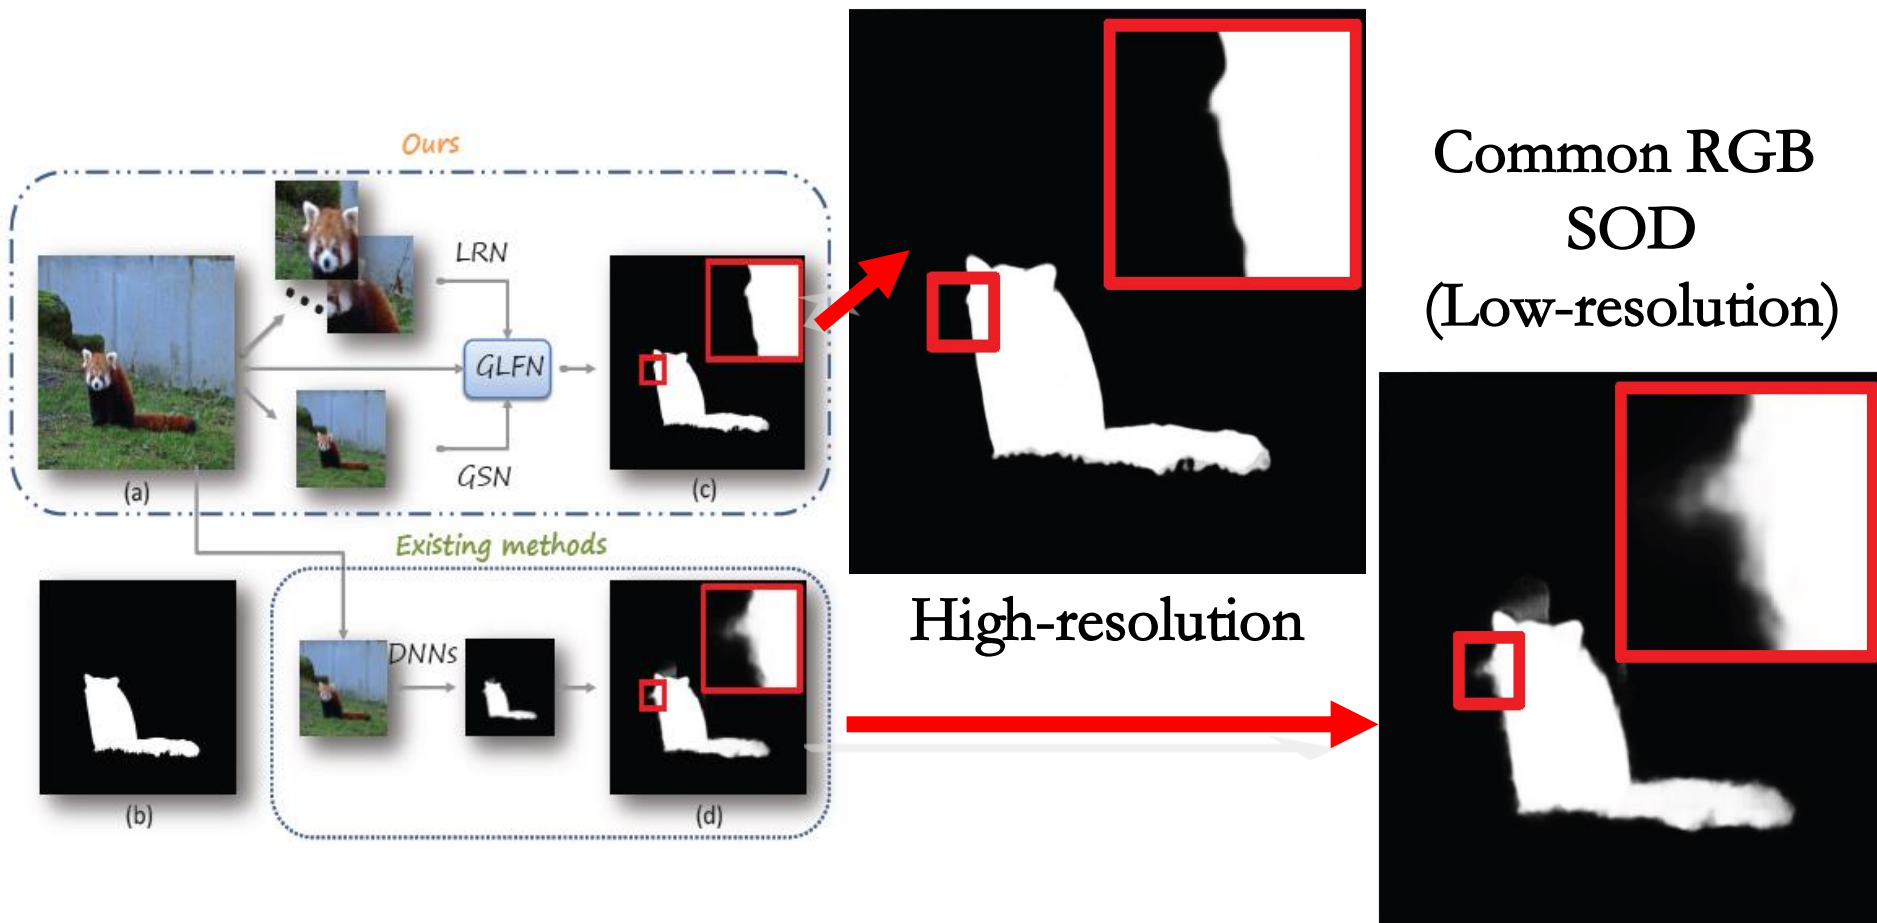 Ours
LRN
GLFN
GSN
(a)
(c)
Existing methods
DNNs
(b)
(d)
High-resolution
Common RGB
SOD
(Low-resolution)